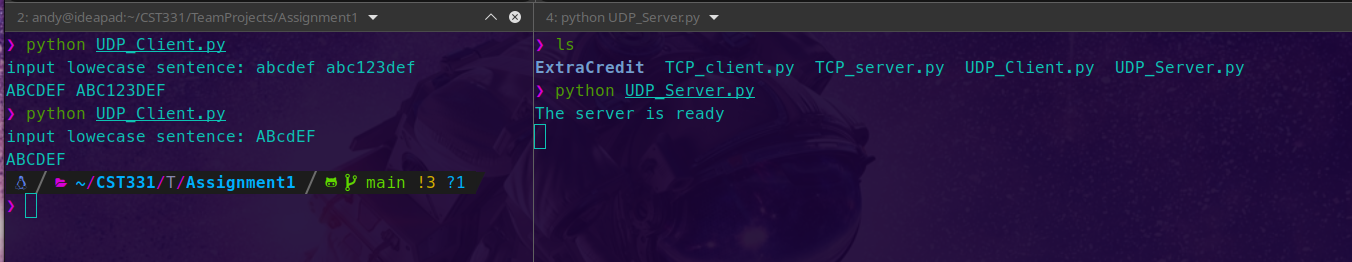 2: andy@ideapad:~/CST331/TeamProjects/Assignment1
❯ python UDP_Client.py
input lowecase sentence: abcdef abc123def
ABCDEF ABC123DEF
❯ python UDP_Client.py
input lowecase sentence: ABcdEF
ABCDEF
~/CST331/T/Assignment1 / main !3 ?1
❯
4: python UDP_Server.py
❯ ls
ExtraCredit TCP_client.py TCP_server.py UDP_Client.py UDP_Server.py
❯ python UDP_Server.py
The server is ready